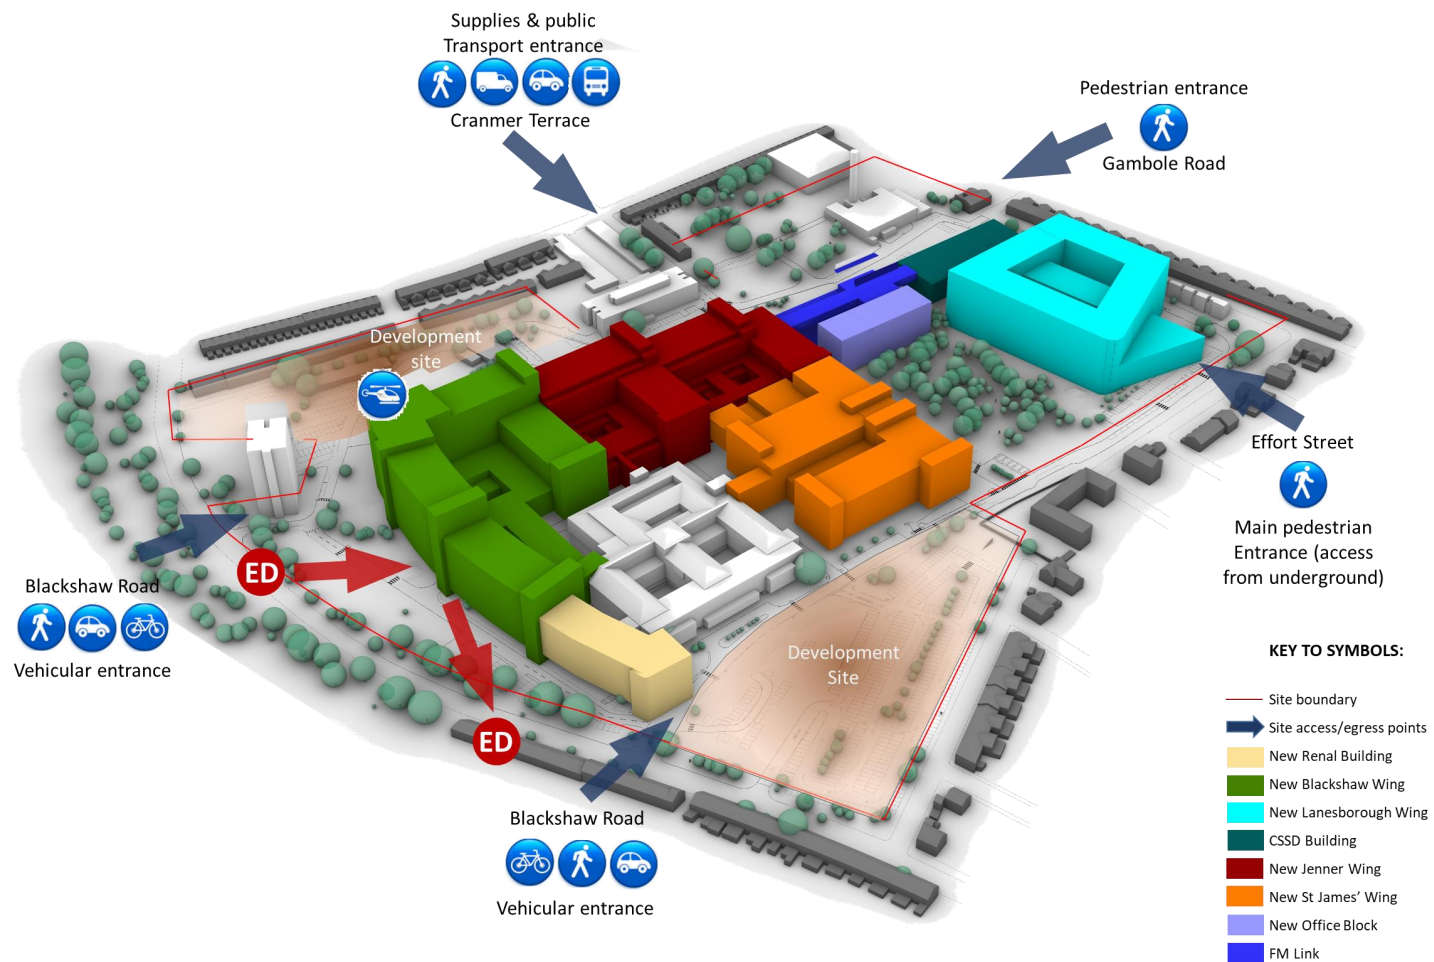 Supplies & public
Transport entrance
Cranmer Terrace
Pedestrian entrance
Gambole Road
Development
site
Effort Street
Main pedestrian
Entrance (access
from underground)
ED
Blackshaw Road
Vehicular entrance
Development
Site
ED
Blackshaw Road
Vehicular entrance
KEY TO SYMBOLS:
Site boundary
Site access/egress points
New Renal Building
New Blackshaw Wing
New Lanesborough Wing
CSSD Building
New Jenner Wing
New St James’ Wing
New Office Block
FM Link